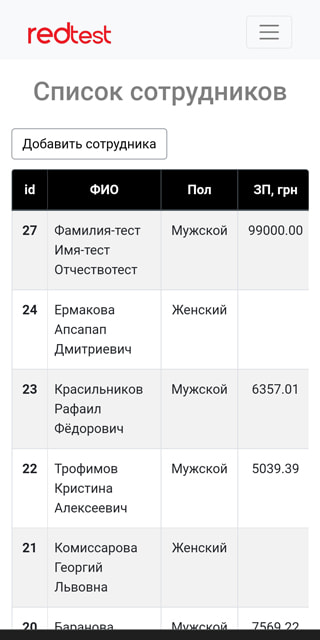 redtest
Список сотрудников
Добавить сотрудника
id ФИО Пол ЗП, грн
27 Фамилия-тест Мужской 99000.00
Имя-тест
Отчествотест
24 Ермакова Женский
Апсапап
Дмитриевич
23 Красильников Мужской 6357.01
Рафаил
Фёдорович
22 Трофимов Мужской 5039.39
Кристина
Алексеевич
21 Комиссарова Женский
Георгий
Львовна
20 Баранова Мужской 7569.22